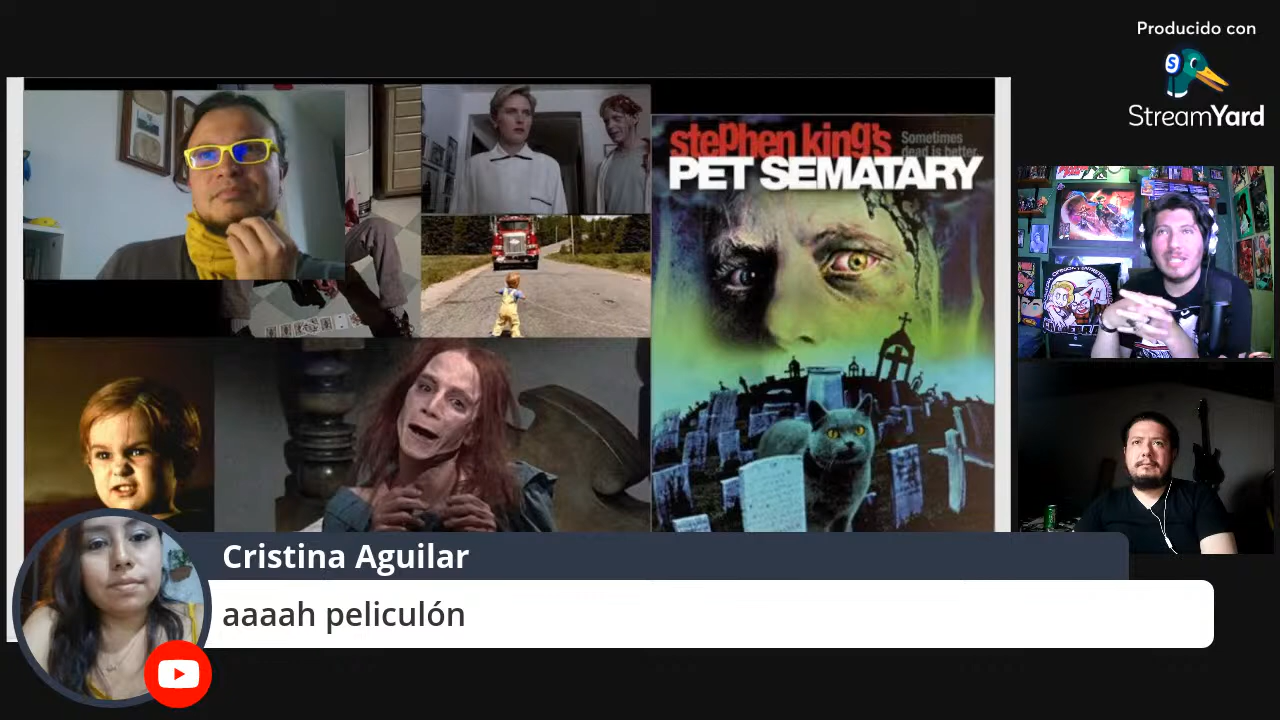 Producido con
StreamYard
stephen king's
Sometimes
dead is better.
PET SEMATARY
Cristina Aguilar
aaaah peliculón